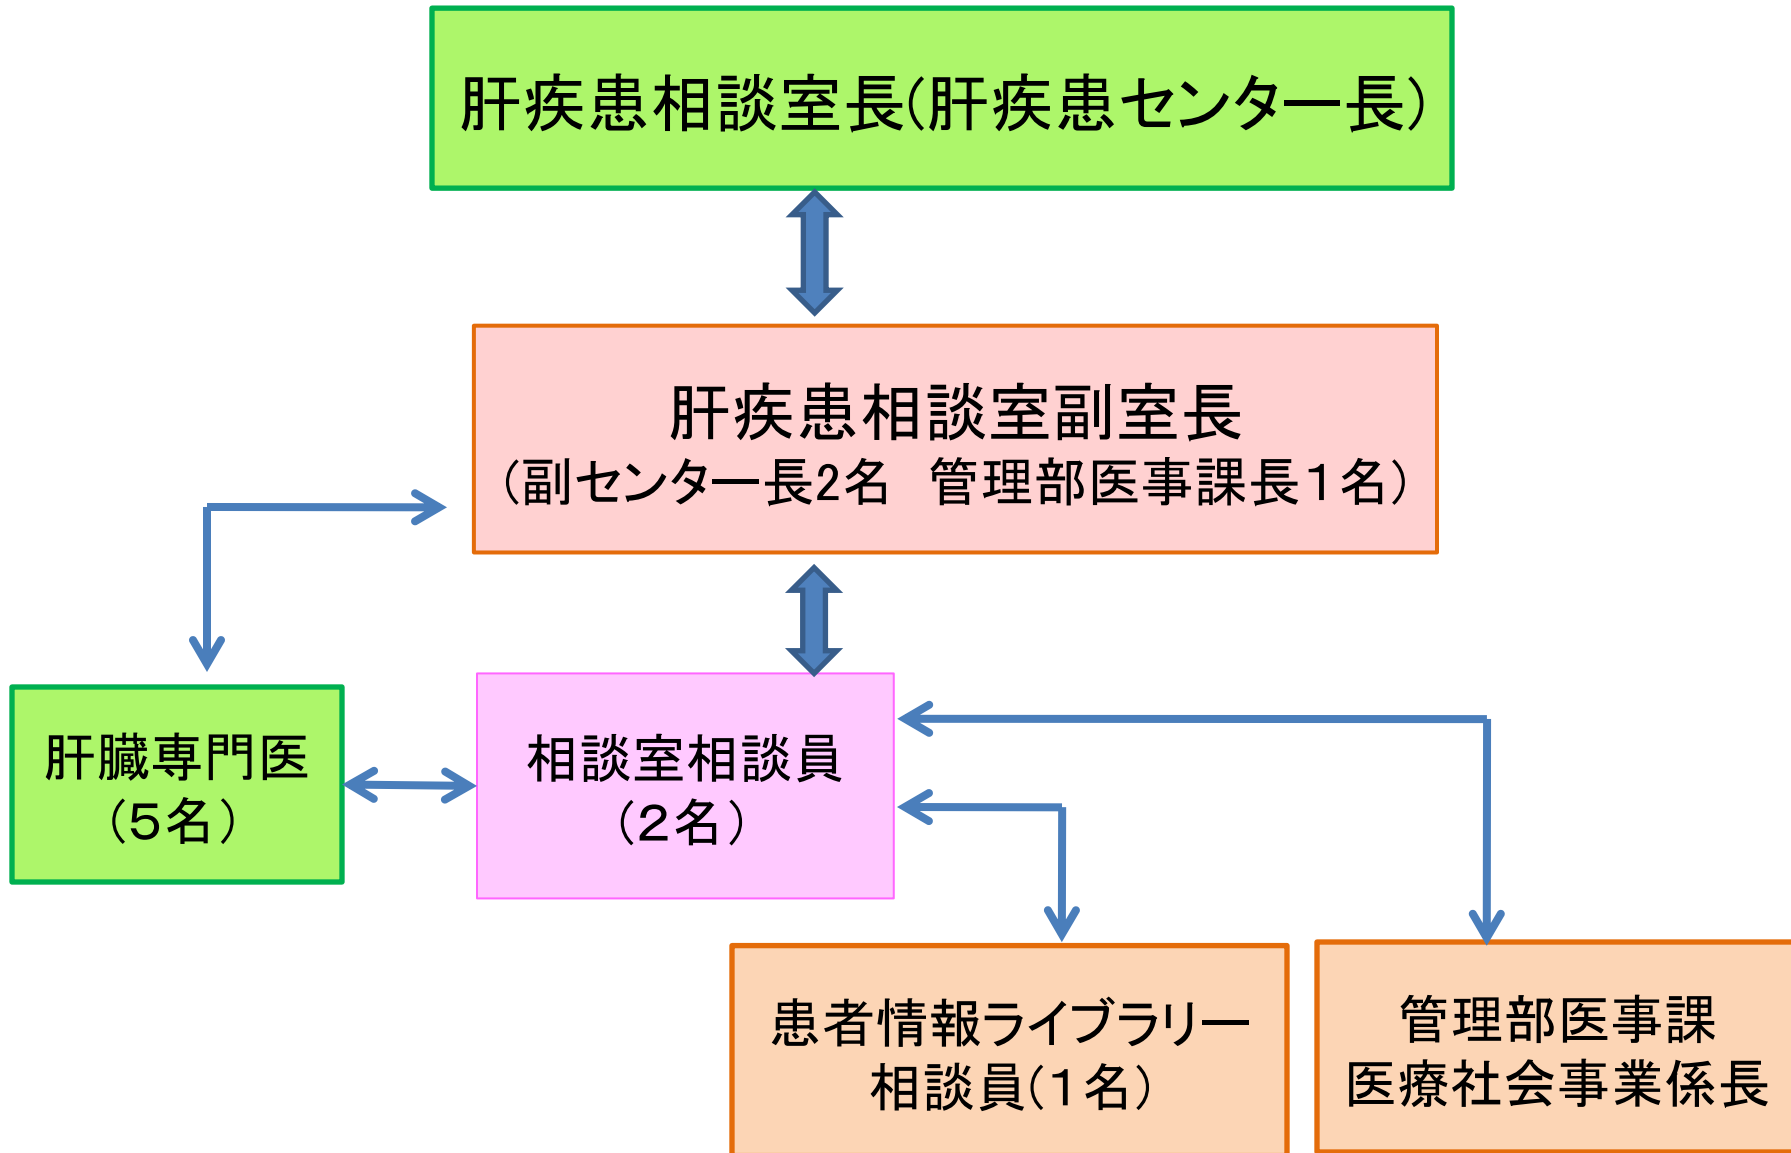 肝疾患相談室長(肝疾患センター長)
肝疾患相談室副室長
(副センター長2名　管理部医事課長１名)
肝臓専門医
(５名)
相談室相談員
(２名)
患者情報ライブラリー
相談員(１名)
管理部医事課
医療社会事業係長